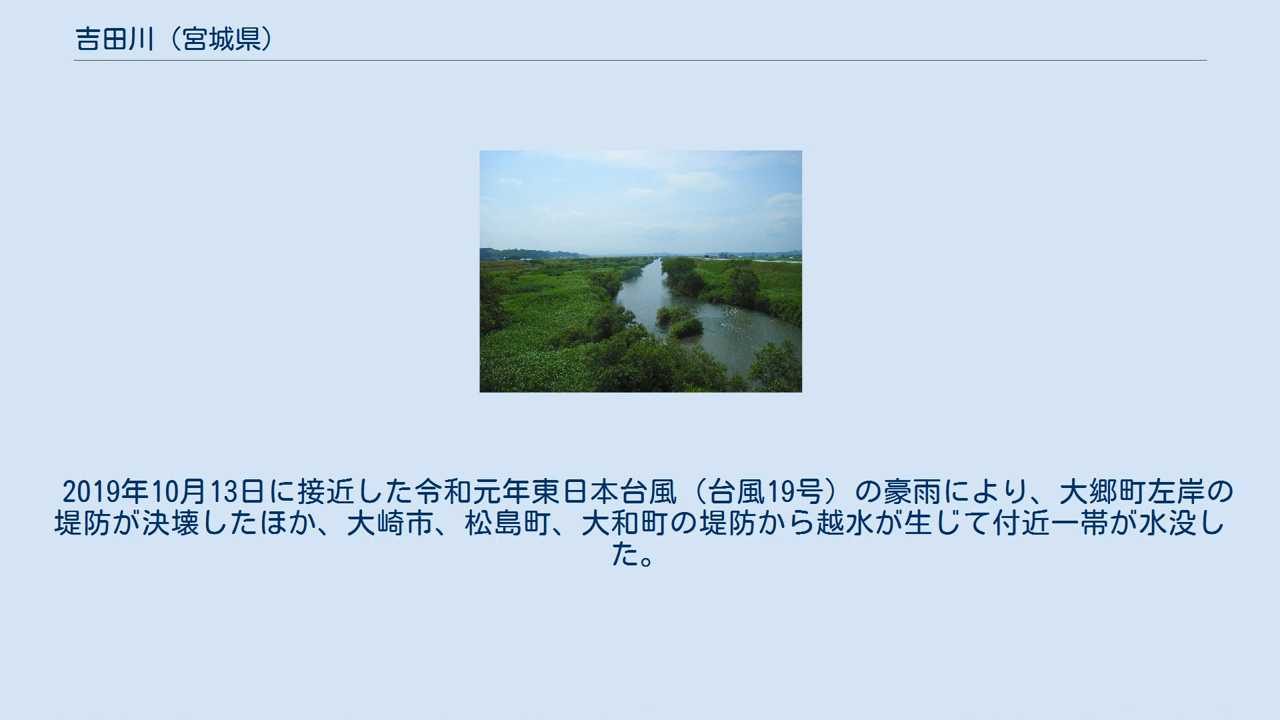 吉田川（宮城県）
2019年10月13日に接近した令和元年東日本台風（台風19号）の豪雨により、大郷町左岸の
堤防が決壊したほか、大崎市、松島町、大和町の堤防から越水が生じて付近一帯が水没し
た。